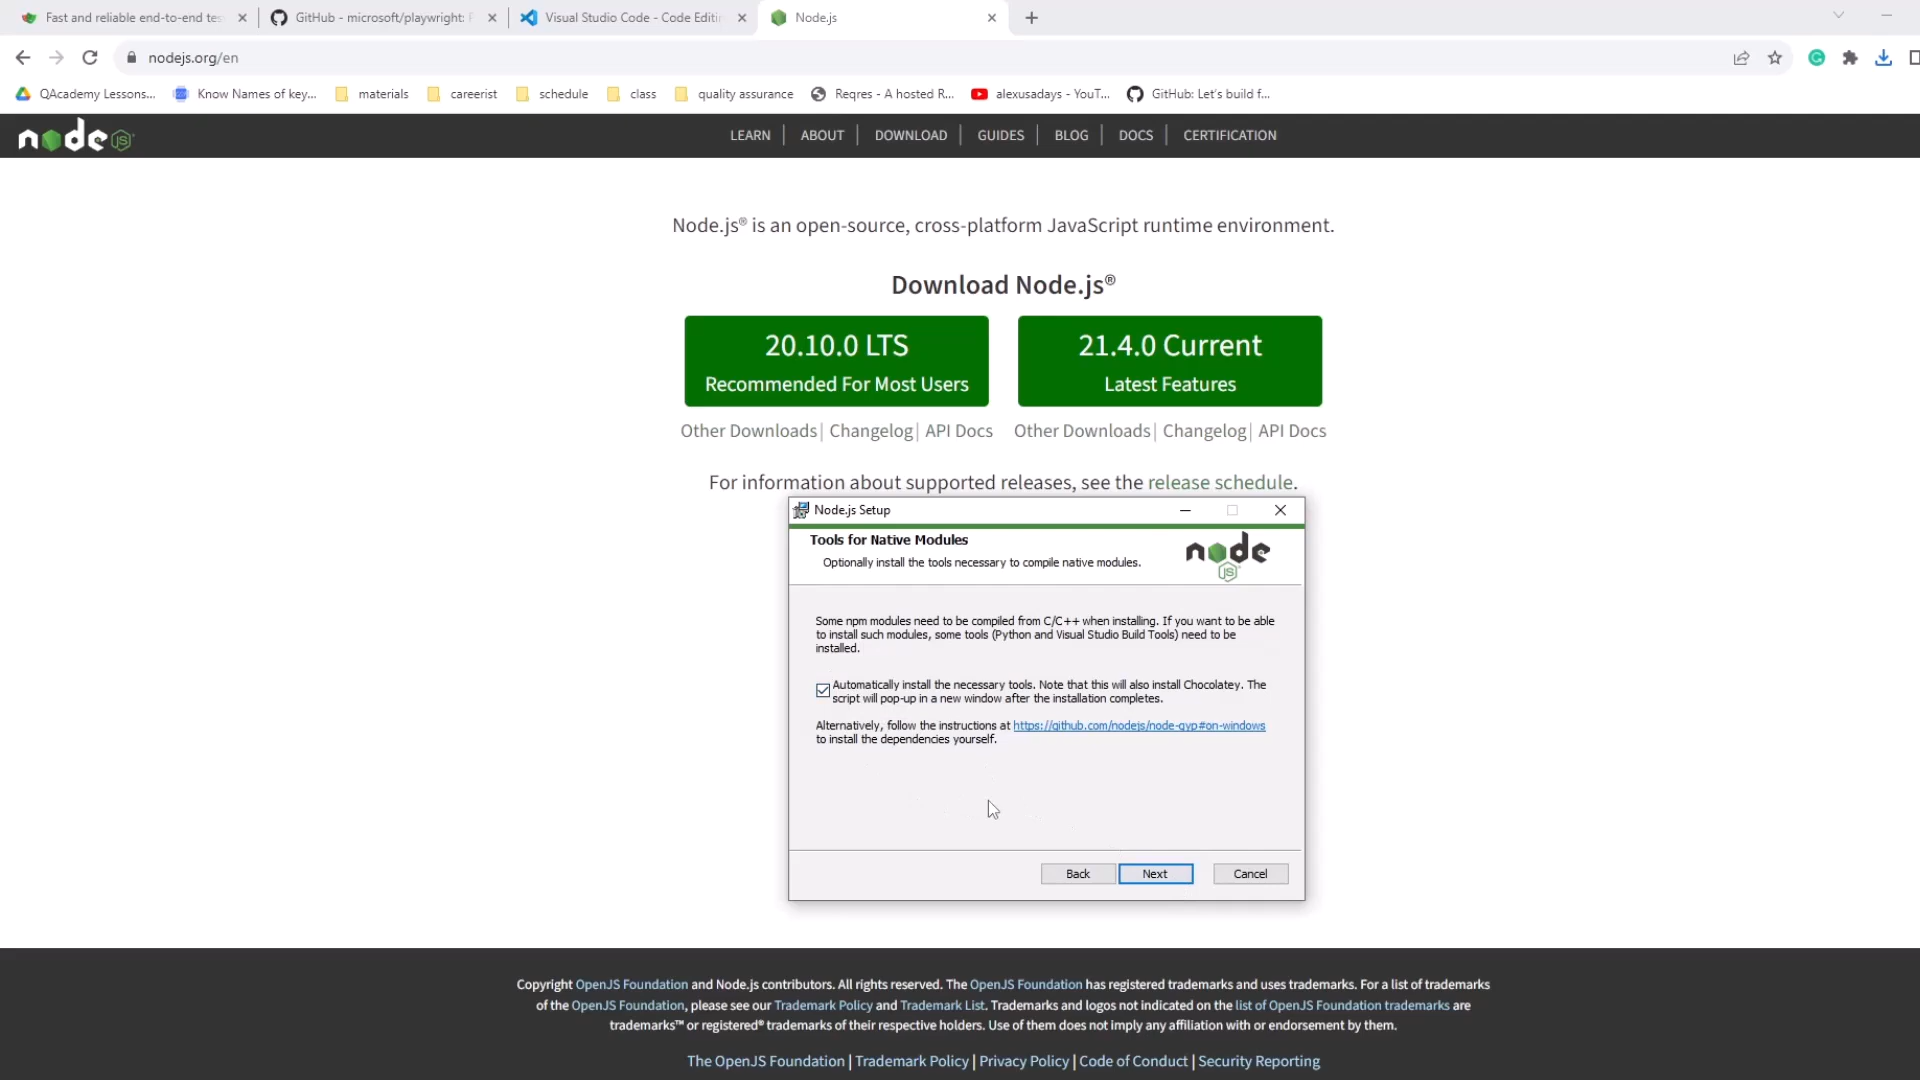 Fast and reliable end-to-end tes
GitHub - microsoft/playwright: P
Visual Studio Code - Code Editi
Node.js
nodejs.org/en
QAcademy Lessons...
Know Names of key...
materials
careerist
schedule
class
quality assurance
Reqres - A hosted R...
alexusadays - YouT...
GitHub: Let's build f...
node JS
LEARN | ABOUT | DOWNLOAD | GUIDES | BLOG | DOCS | CERTIFICATION
Node.js® is an open-source, cross-platform JavaScript runtime environment.
Download Node.js®
20.10.0 LTS
Recommended For Most Users
21.4.0 Current
Latest Features
Other Downloads | Changelog | API Docs
Other Downloads | Changelog | API Docs
For information about supported releases, see the release schedule.
Node.js Setup
Tools for Native Modules
Optionally install the tools necessary to compile native modules.
node
JS
Some npm modules need to be compiled from C/C++ when installing. If you want to be able
to install such modules, some tools (Python and Visual Studio Build Tools) need to be
installed.
Automatically install the necessary tools. Note that this will also install Chocolatey. The
script will pop-up in a new window after the installation completes.
Alternatively, follow the instructions at https://github.com/nodejs/node-gyp#on-windows
to install the dependencies yourself.
Back
Next
Cancel
Copyright OpenJS Foundation and Node.js contributors. All rights reserved. The OpenJS Foundation has registered trademarks and uses trademarks. For a list of trademarks
of the OpenJS Foundation, please see our Trademark Policy and Trademark List. Trademarks and logos not indicated on the list of OpenJS Foundation trademarks are
trademarks™ or registered® trademarks of their respective holders. Use of them does not imply any affiliation with or endorsement by them.
The OpenJS Foundation | Trademark Policy | Privacy Policy | Code of Conduct | Security Reporting